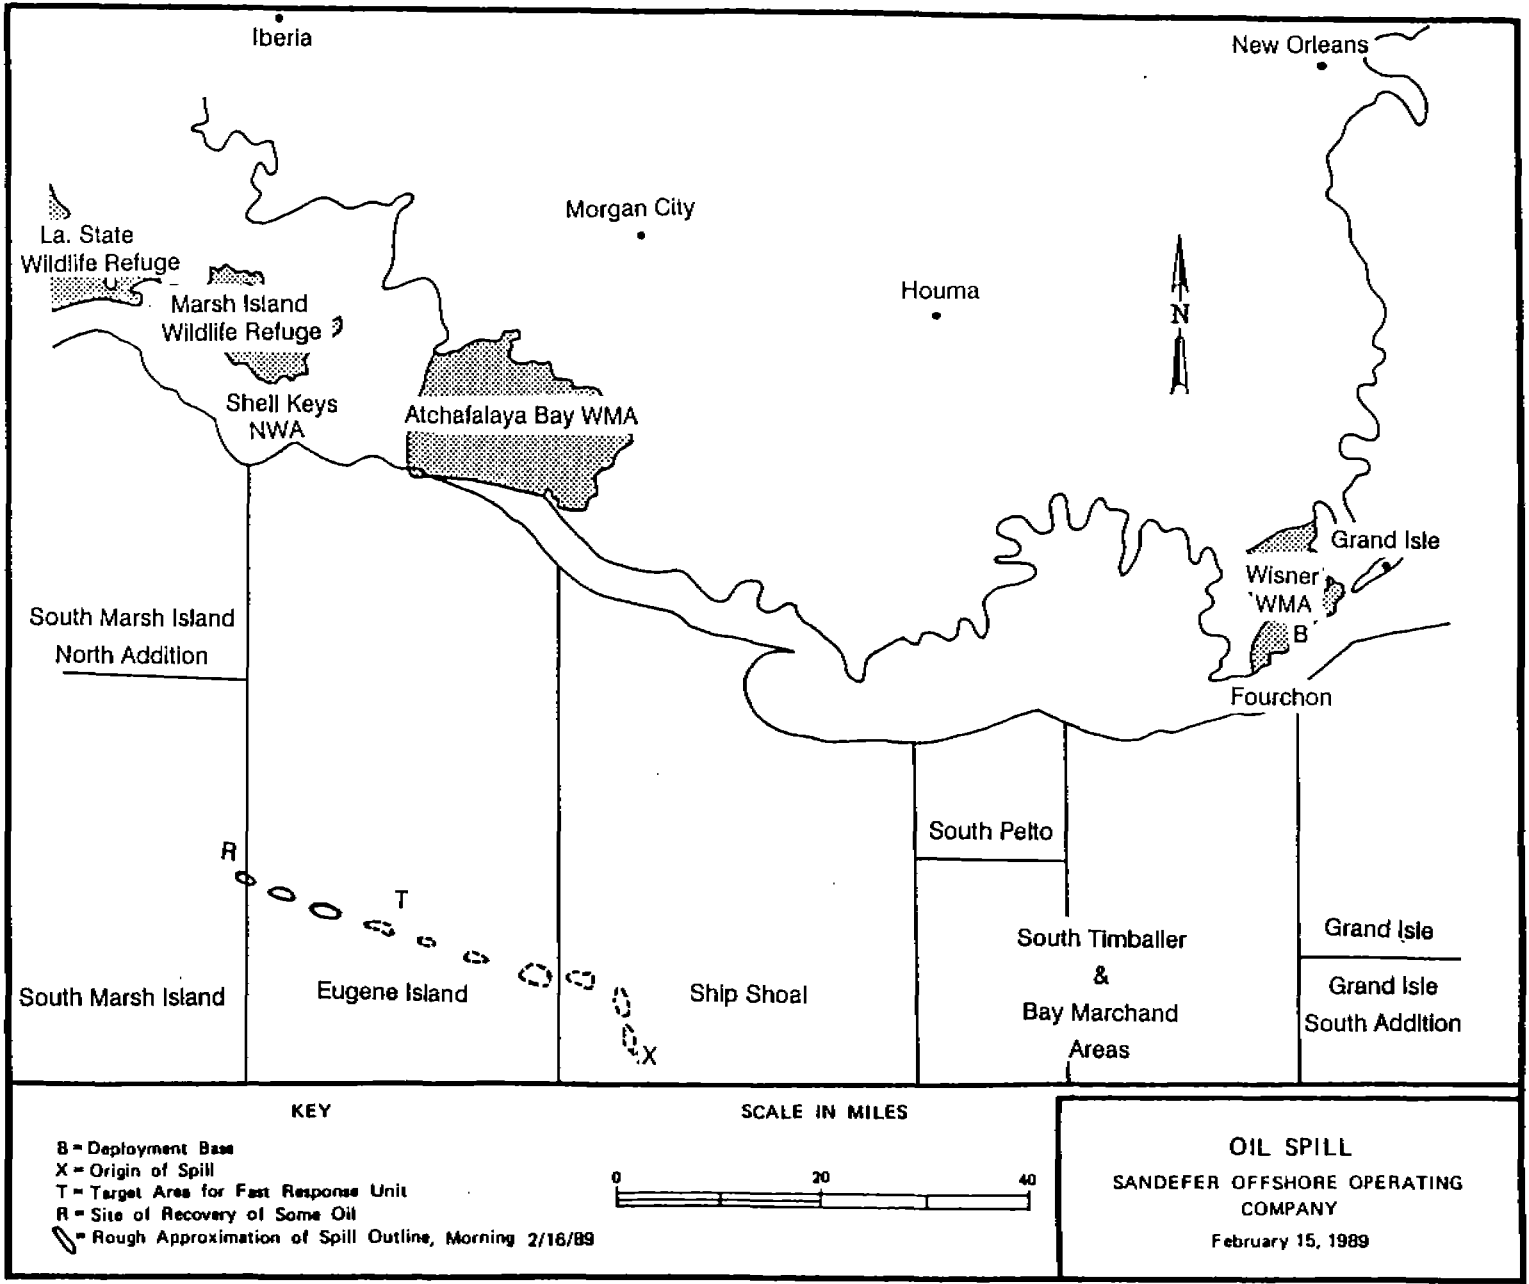 Iberia
New Orleans
Morgan City
La. State
Wildlife Refuge
Marsh Island
Wildlife Refuge
Houma
N
Shell Keys
NWA
Atchafalaya Bay WMA
Grand Isle
Wisner
WMA
B
South Marsh Island
North Addition
Fourchon
South Pelto
R
T
South Timballer
&
Bay Marchand
Areas
Grand Isle
Grand Isle
South Addition
South Marsh Island
Eugene Island
Ship Shoal
X
KEY
B = Deployment Base
X = Origin of Spill
T = Target Area for Fast Response Unit
R = Site of Recovery of Some Oil
= Rough Approximation of Spill Outline, Morning 2/16/89
SCALE IN MILES
0 20 40
OIL SPILL
SANDEFER OFFSHORE OPERATING
COMPANY
February 15, 1989